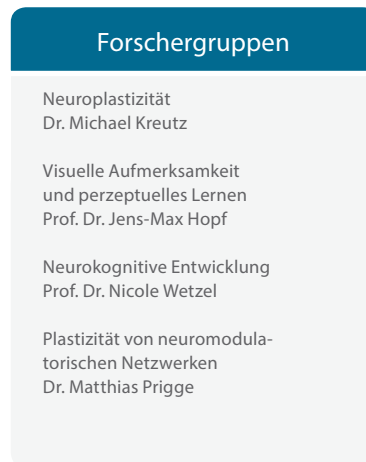 Forschergruppen
Neuroplastizität
Dr. Michael Kreutz
Visuelle Aufmerksamkeit
und perzeptuelles Lernen
Prof. Dr. Jens-Max Hopf
Neurokognitive Entwicklung
Prof. Dr. Nicole Wetzel
Plastizität von neuromodula-
torischen Netzwerken
Dr. Matthias Prigge